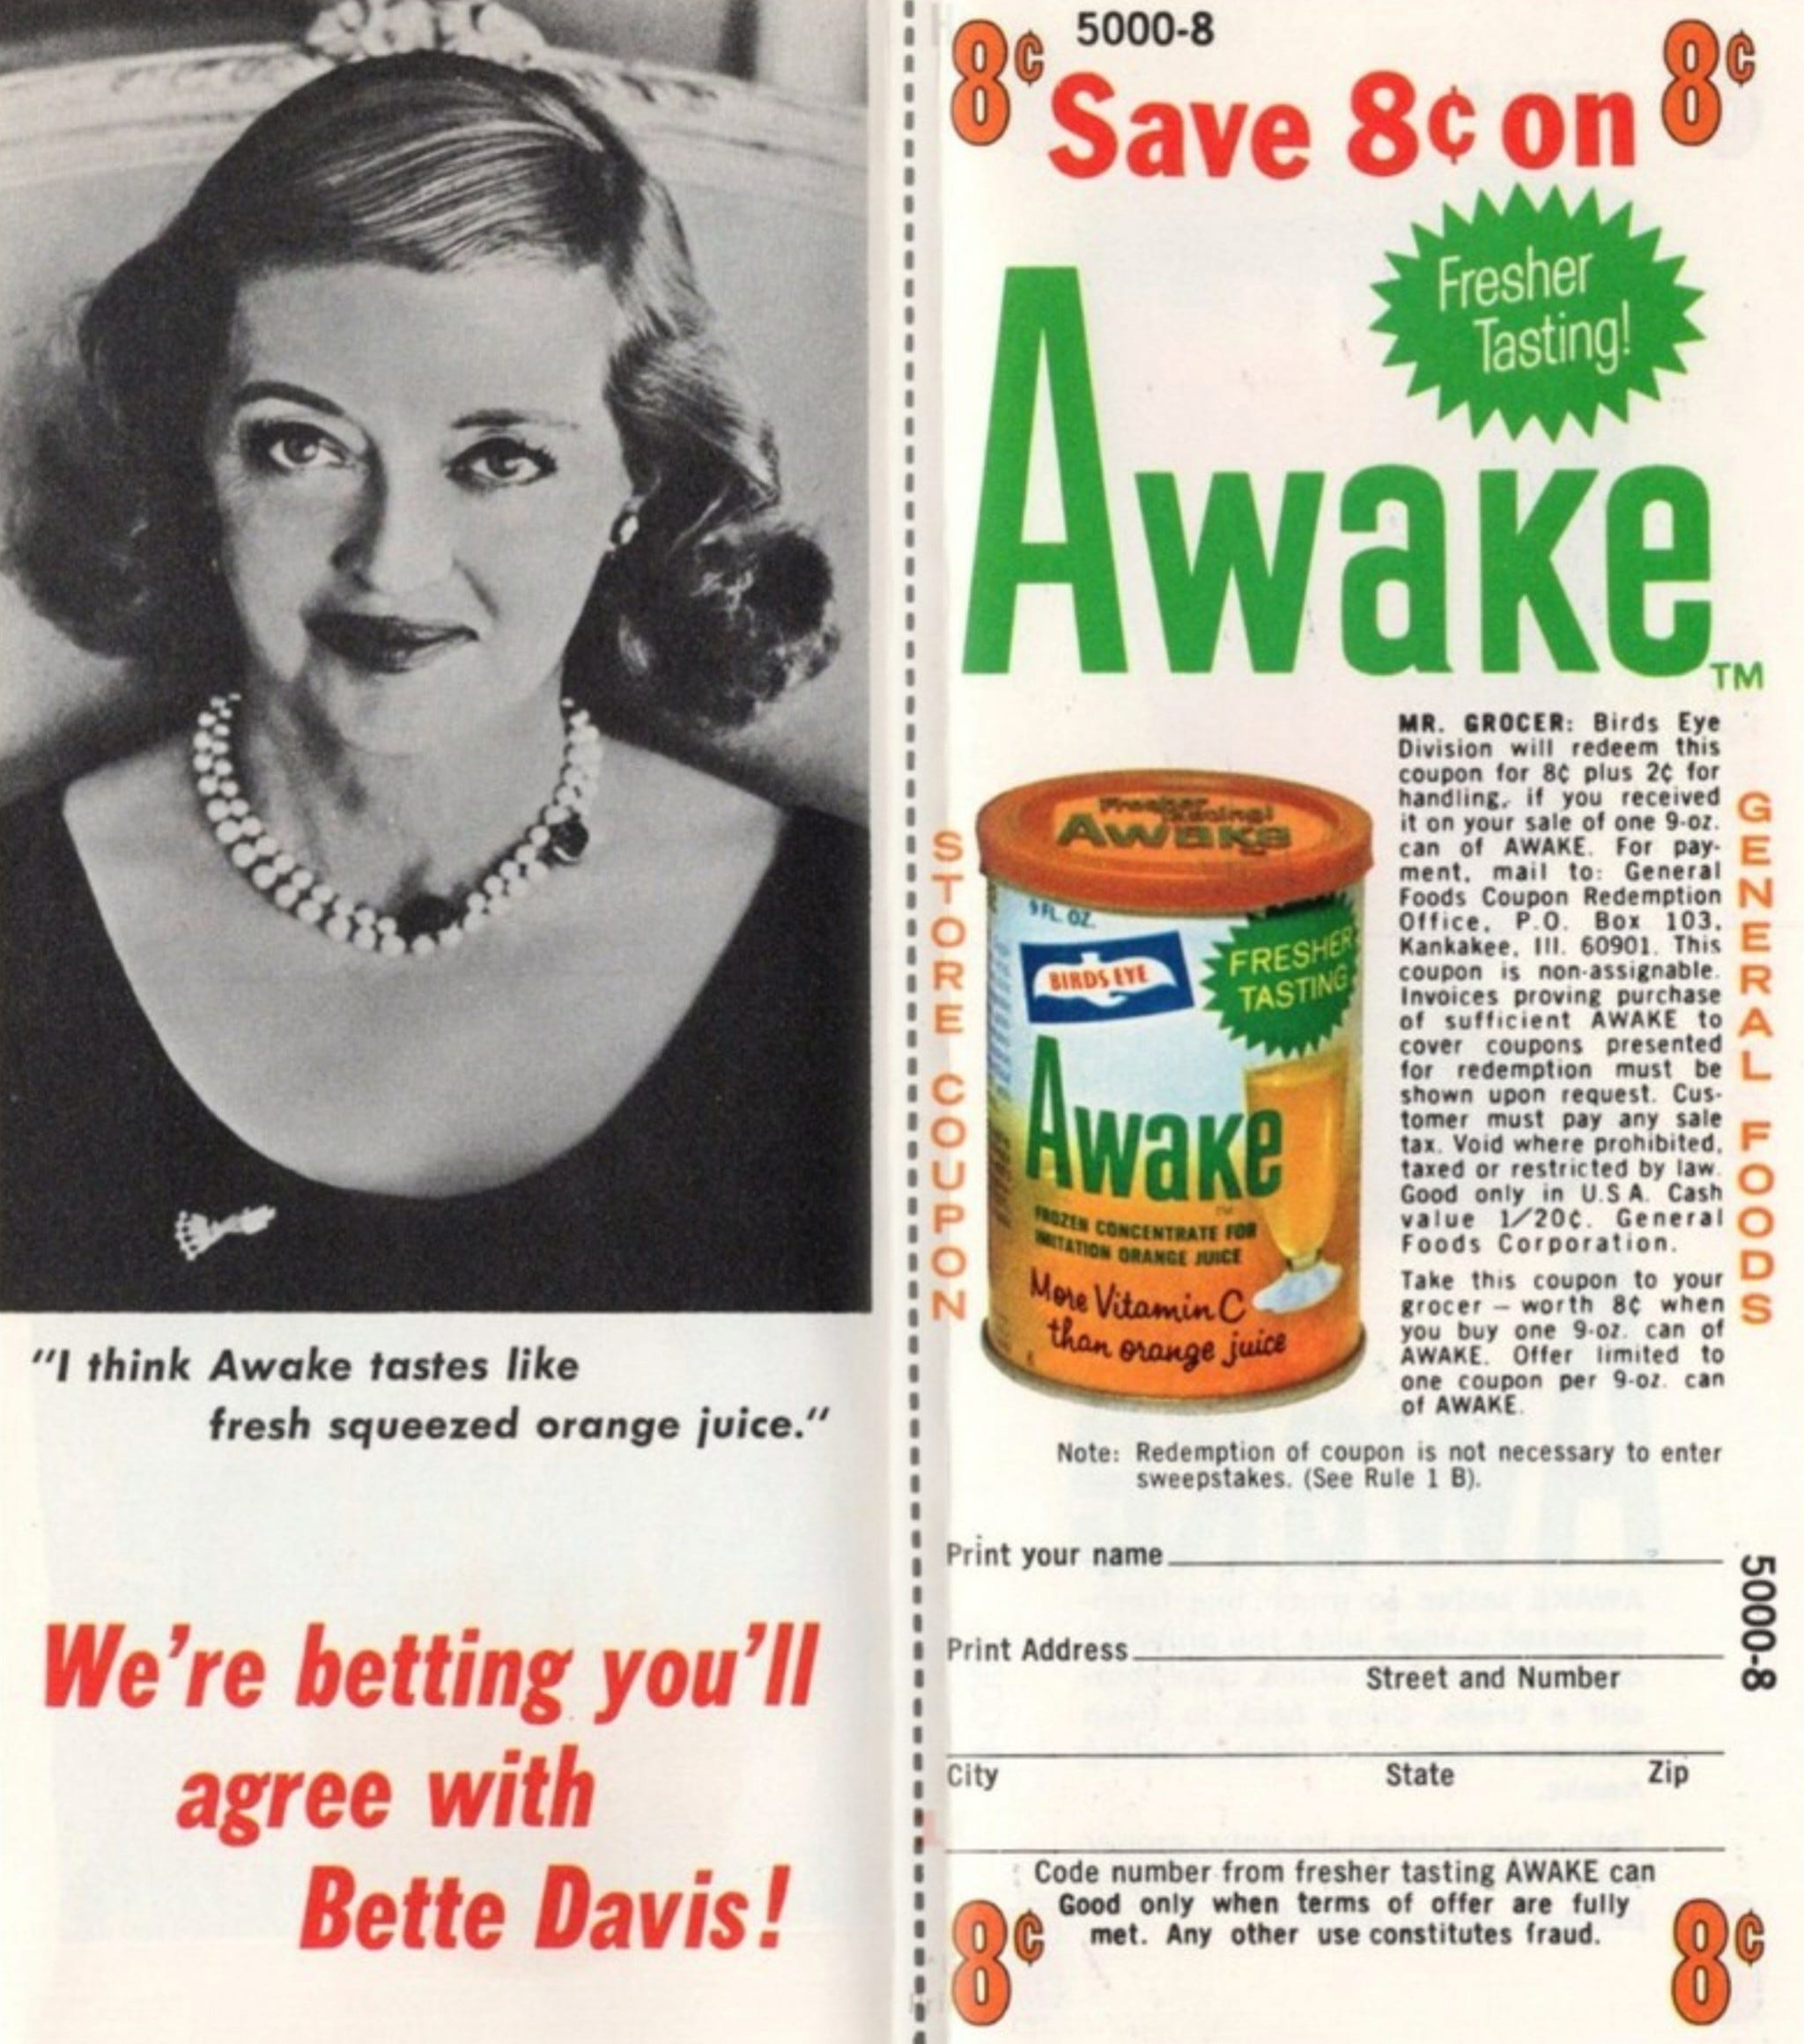 "I think Awake tastes like
fresh squeezed orange juice."
We're betting you'll
agree with
Bette Davis!
8¢
5000-8
8¢
Save 8¢ on
Fresher
Tasting!
Awake
TM
STORE COUPON
Fresher
Tasting!
Awake
9 FL. OZ.
BIRDS EYE
FRESHER
TASTING
Awake
TM
FROZEN CONCENTRATE FOR
IMITATION ORANGE JUICE
More Vitamin C
than orange juice
MR. GROCER: Birds Eye
Division will redeem this
coupon for 8¢ plus 2¢ for
handling, if you received
it on your sale of one 9-oz.
can of AWAKE. For pay-
ment, mail to: General
Foods Coupon Redemption
Office, P.O. Box 103,
Kankakee, Ill. 60901. This
coupon is non-assignable.
Invoices proving purchase
of sufficient AWAKE to
cover coupons presented
for redemption must be
shown upon request. Cus-
tomer must pay any sale
tax. Void where prohibited,
taxed or restricted by law.
Good only in U.S.A. Cash
value 1/20¢. General
Foods Corporation.
Take this coupon to your
grocer — worth 8¢ when
you buy one 9-oz. can of
AWAKE. Offer limited to
one coupon per 9-oz. can
of AWAKE.
GENERAL FOODS
Note: Redemption of coupon is not necessary to enter
sweepstakes. (See Rule 1 B).
Print your name
Print Address
Street and Number
5000-8
City State Zip
Code number from fresher tasting AWAKE can
Good only when terms of offer are fully
met. Any other use constitutes fraud.
8¢
8¢